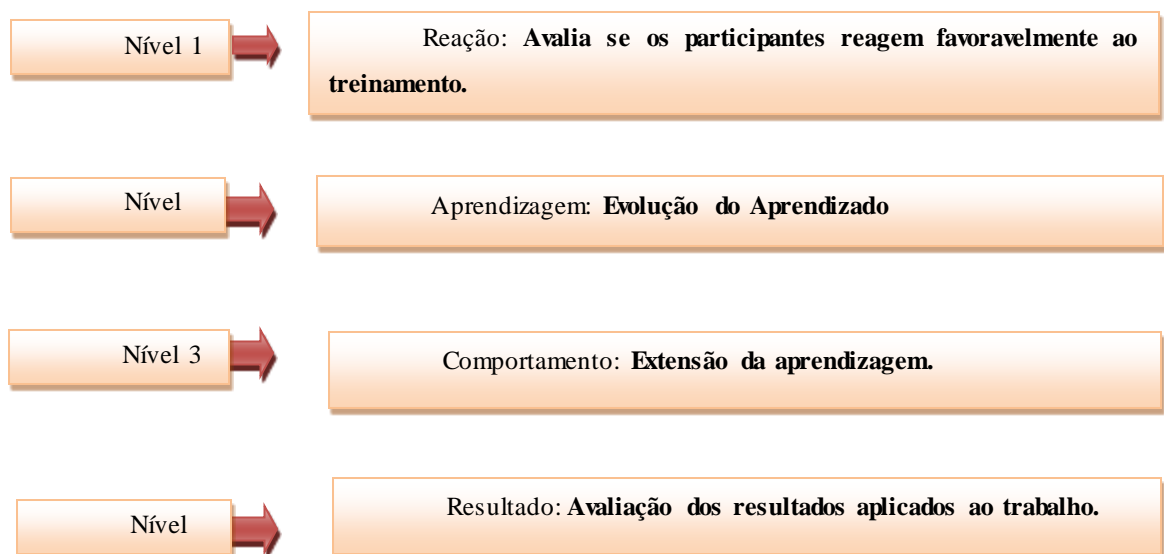 Nível 1
Reação: Avalia se os participantes reagem favoravelmente ao
treinamento.
Nível
Aprendizagem: Evolução do Aprendizado
Nível 3
Comportamento: Extensão da aprendizagem.
Nível
Resultado: Avaliação dos resultados aplicados ao trabalho.